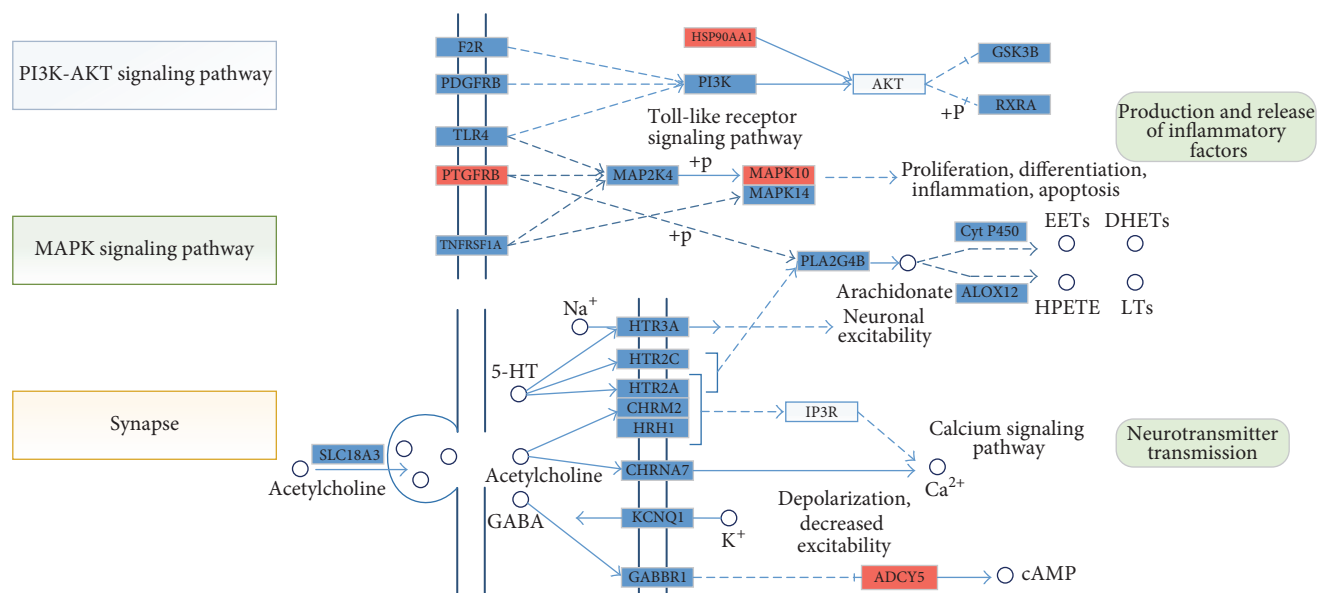 PI3K-AKT signaling pathway
MAPK signaling pathway
Synapse
F2R
PDGFRB
TLR4
PTGFRB
TNFRSF1A
HSP90AA1
PI3K
AKT
GSK3B
RXRA
+P
Toll-like receptor
signaling pathway
+p
MAP2K4
MAPK10
MAPK14
Proliferation, differentiation,
inflammation, apoptosis
Production and release
of inflammatory
factors
+p
PLA2G4B
Arachidonate
Cyt P450
ALOX12
EETs
DHETs
HPETE
LTs
Na+
HTR3A
Neuronal
excitability
5-HT
HTR2C
HTR2A
CHRM2
HRH1
IP3R
Calcium signaling
pathway
Neurotransmitter
transmission
SLC18A3
Acetylcholine
Acetylcholine
CHRNA7
Ca2+
GABA
KCNQ1
K+
Depolarization,
decreased
excitability
GABBR1
ADCY5
cAMP